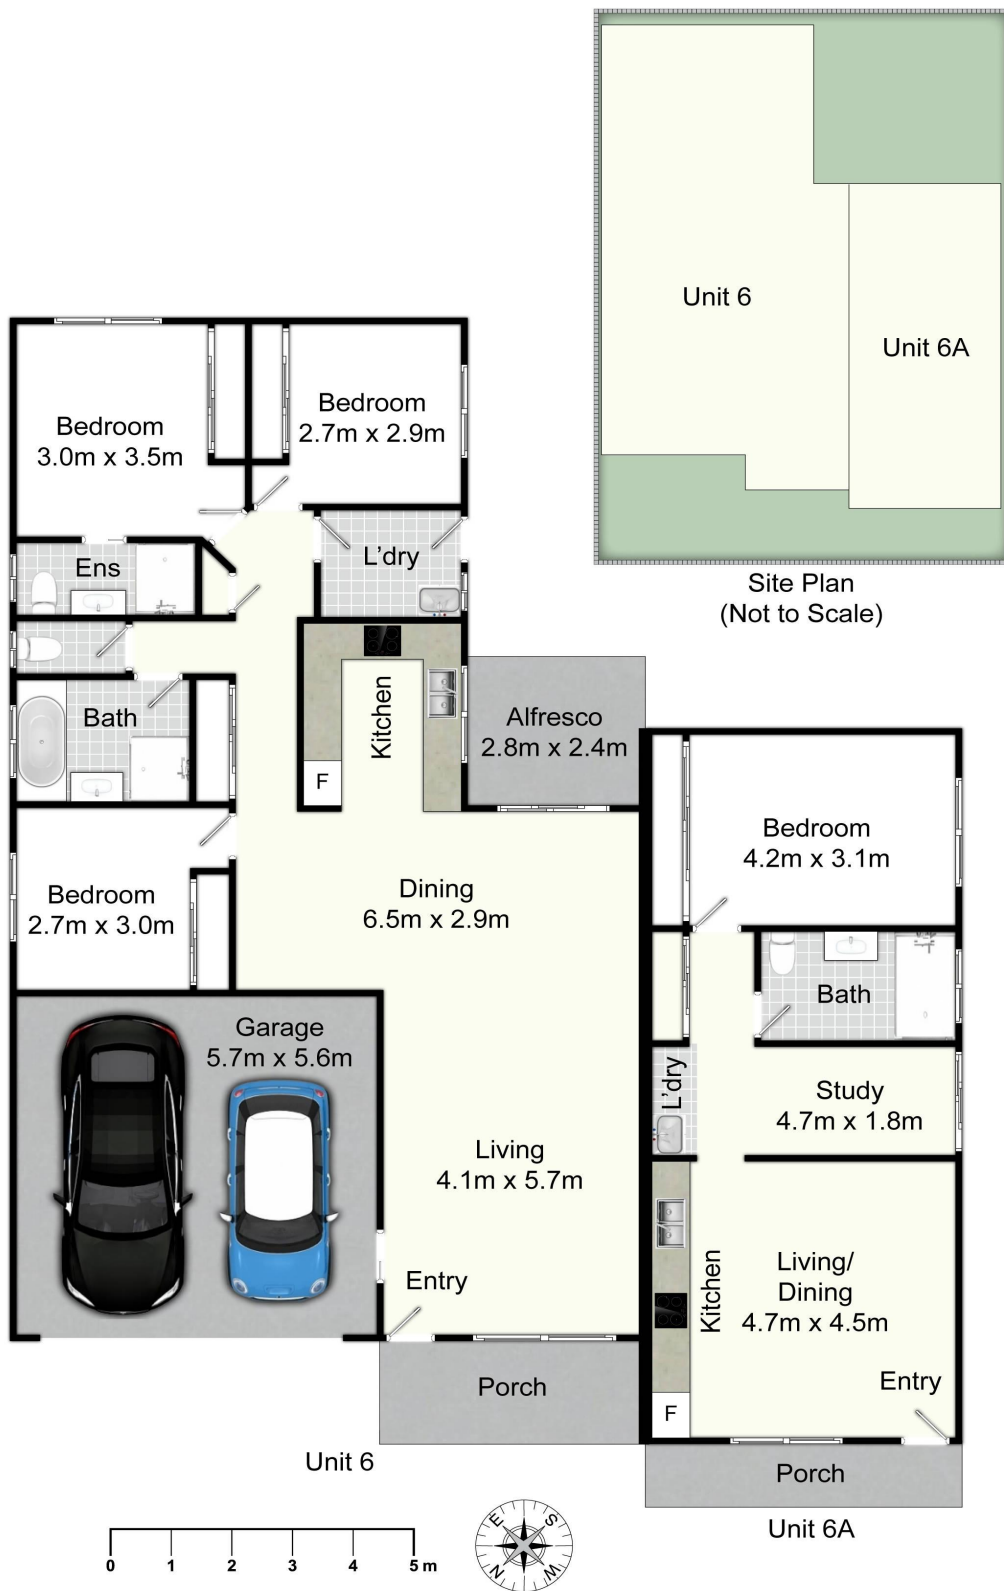 Unit 6
Unit 6A
Site Plan
(Not to Scale)
Bedroom
3.0m x 3.5m
Bedroom
2.7m x 2.9m
Ens
L'dry
Bath
Kitchen
F
Alfresco
2.8m x 2.4m
Bedroom
2.7m x 3.0m
Dining
6.5m x 2.9m
Garage
5.7m x 5.6m
Living
4.1m x 5.7m
Entry
Porch
Unit 6
Bedroom
4.2m x 3.1m
Bath
L'dry
Study
4.7m x 1.8m
Kitchen
Living/
Dining
4.7m x 4.5m
F
Entry
Porch
Unit 6A
0 1 2 3 4 5 m
E S
N W